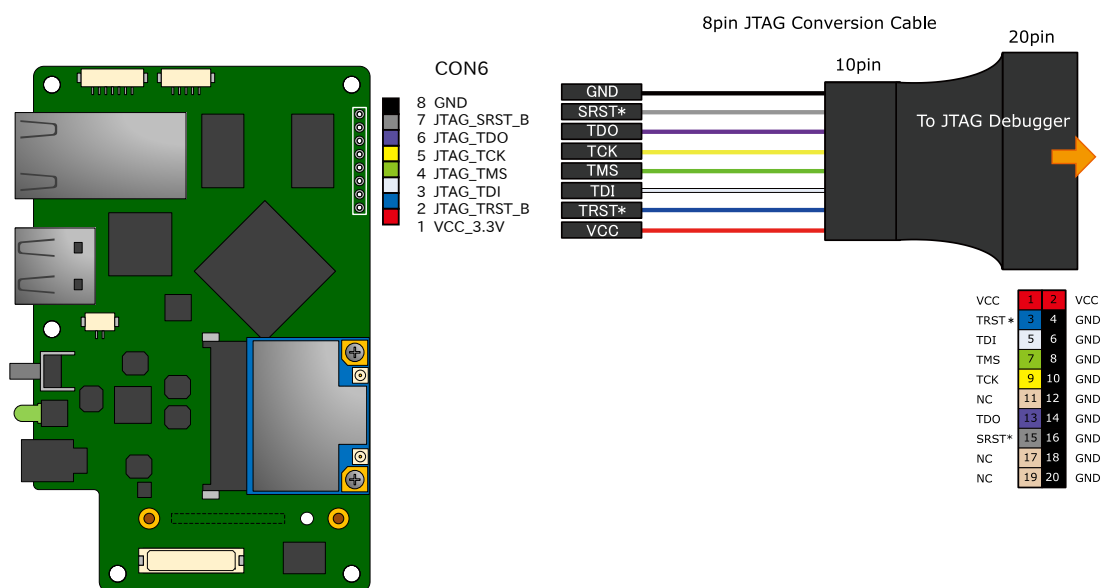 8pin JTAG Conversion Cable
20pin
10pin
CON6
8 GND
7 JTAG_SRST_B
6 JTAG_TDO
5 JTAG_TCK
4 JTAG_TMS
3 JTAG_TDI
2 JTAG_TRST_B
1 VCC_3.3V
GND
SRST*
TDO
TCK
TMS
TDI
TRST*
VCC
To JTAG Debugger
VCC 1 2 VCC
TRST* 3 4 GND
TDI 5 6 GND
TMS 7 8 GND
TCK 9 10 GND
NC 11 12 GND
TDO 13 14 GND
SRST* 15 16 GND
NC 17 18 GND
NC 19 20 GND